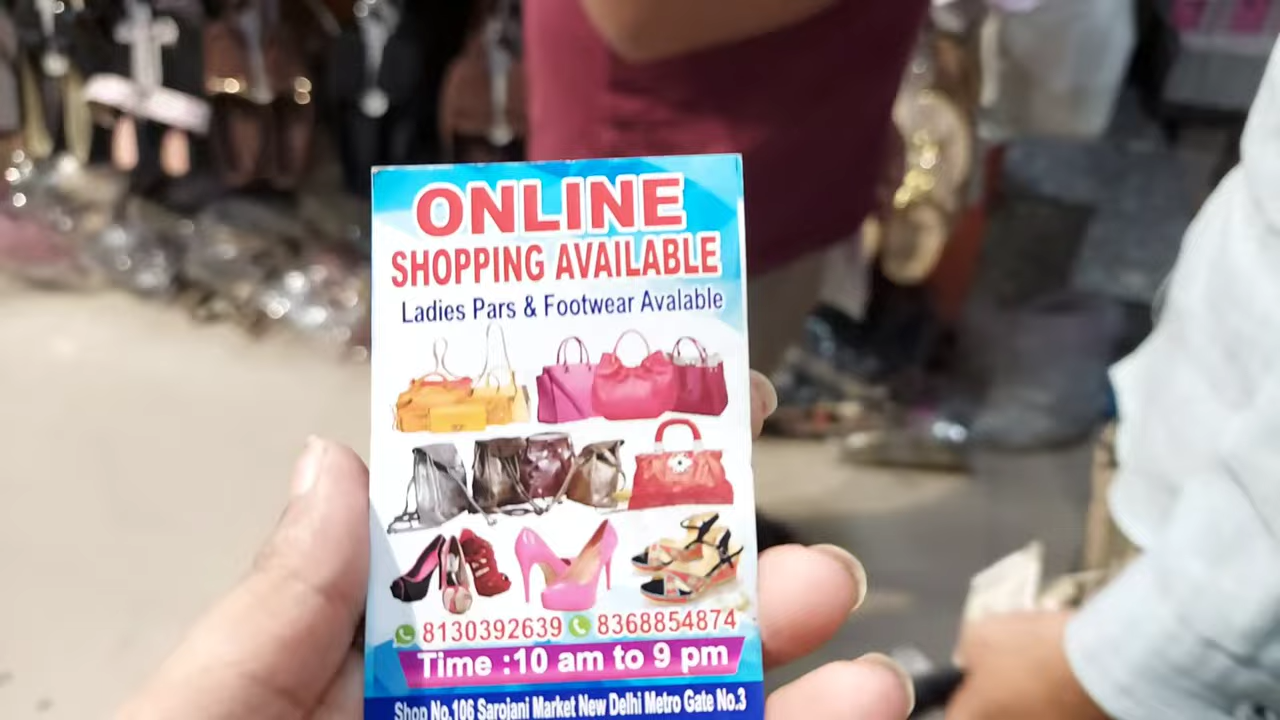 ONLINE
SHOPPING AVAILABLE
Ladies Pars & Footwear Avalable
8130392639 8368854874
Time :10 am to 9 pm
Shop No.106 Sarojani Market New Delhi Metro Gate No.3